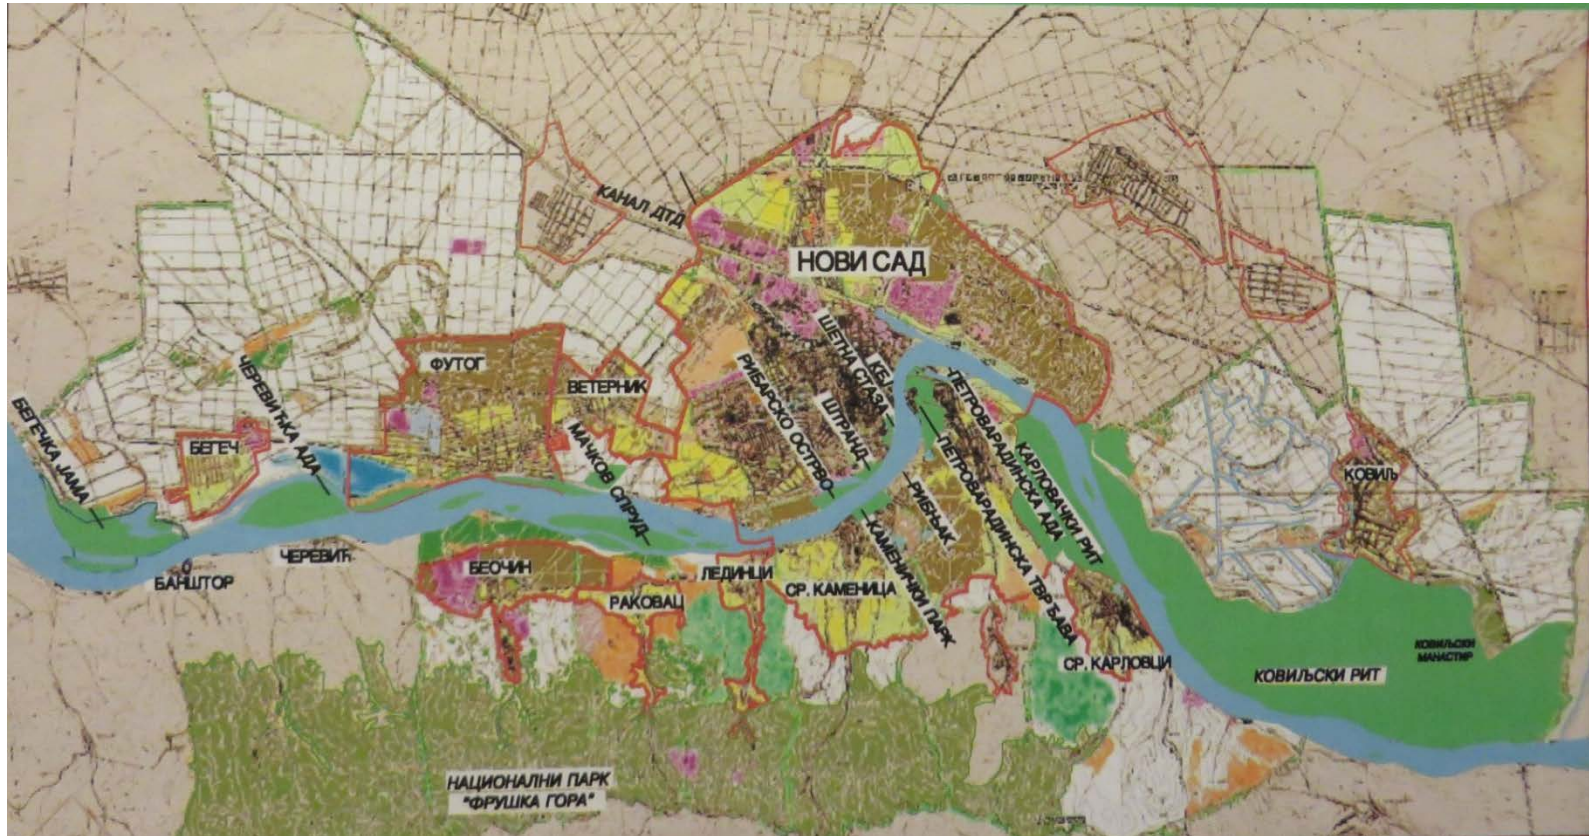 КАНАЛ ДТД
НОВИ САД
ФУТОГ
ВЕТЕРНИК
БЕГЕЧ
БЕГЕЧКА ЈАМА
ЧЕРЕВИЋКА АДА
МАЧКОВ СПРУД
РИБАРСКО ОСТРВО
ШТРАНД
ШЕТНА СТАЗА
КЕЈ
ПЕТРОВАРАДИНСКА АДА
КАРЛОВАЧКИ РИТ
ПЕТРОВАРАДИНСКА ТВРЂАВА
РИБЊАК
КАМЕНИЧКИ ПАРК
КОВИЉ
ЧЕРЕВИЋ
БАНШТОР
БЕОЧИН
РАКОВАЦ
ЛЕДИНЦИ
СР. КАМЕНИЦА
СР. КАРЛОВЦИ
КОВИЉСКИ
МАНАСТИР
КОВИЉСКИ РИТ
НАЦИОНАЛНИ ПАРК
"ФРУШКА ГОРА"